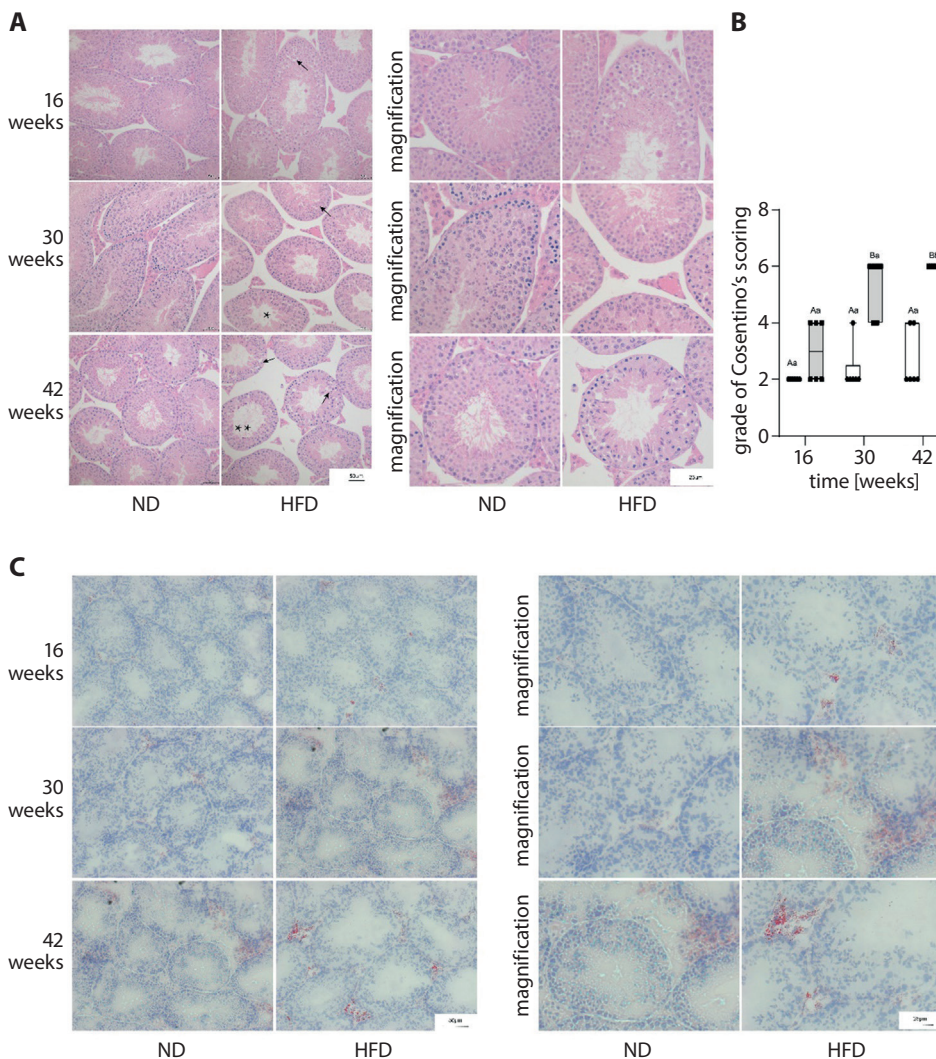 A
16
weeks
30
weeks
42
weeks
ND
HFD
50µm
magnification
magnification
magnification
ND
HFD
B
grade of Cosentino's scoring
8
6
4
2
0
Aa
Aa
Aa
Ba
Aa
16
30
42
time [weeks]
C
16
weeks
30
weeks
42
weeks
ND
HFD
magnification
magnification
magnification
ND
HFD